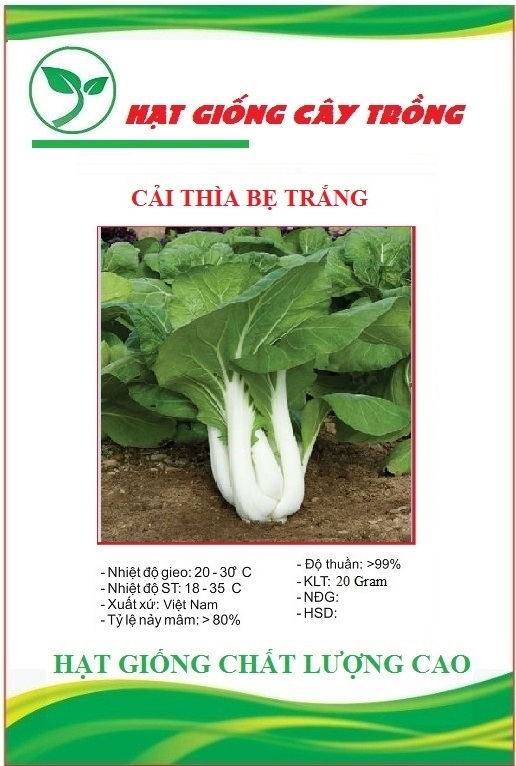 HẠT GIỐNG CÂY TRỒNG
CẢI THÌA BẸ TRẮNG
- Nhiệt độ gieo: 20 - 30° C
- Nhiệt độ ST: 18 - 35 C
- Xuất xứ: Việt Nam
- Tỷ lệ nảy mầm: > 80%
- Độ thuần: >99%
- KLT: 20 Gram
- NĐG:
- HSD:
HẠT GIỐNG CHẤT LƯỢNG CAO